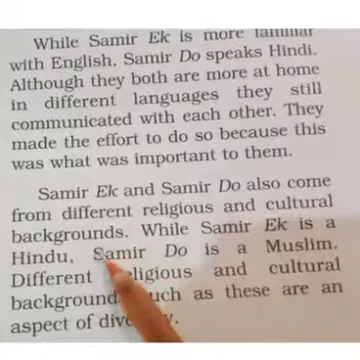 While Samir Ek is more familiar
with English, Samir Do speaks Hindi.
Although they both are more at home
in different languages they still
communicated with each other. They
made the effort to do so because this
was what was important to them.
Samir Ek and Samir Do also come
from different religious and cultural
backgrounds. While Samir Ek is a
Hindu, Samir Do is a Muslim.
Different religious and cultural
backgrounds such as these are an
aspect of diversity.